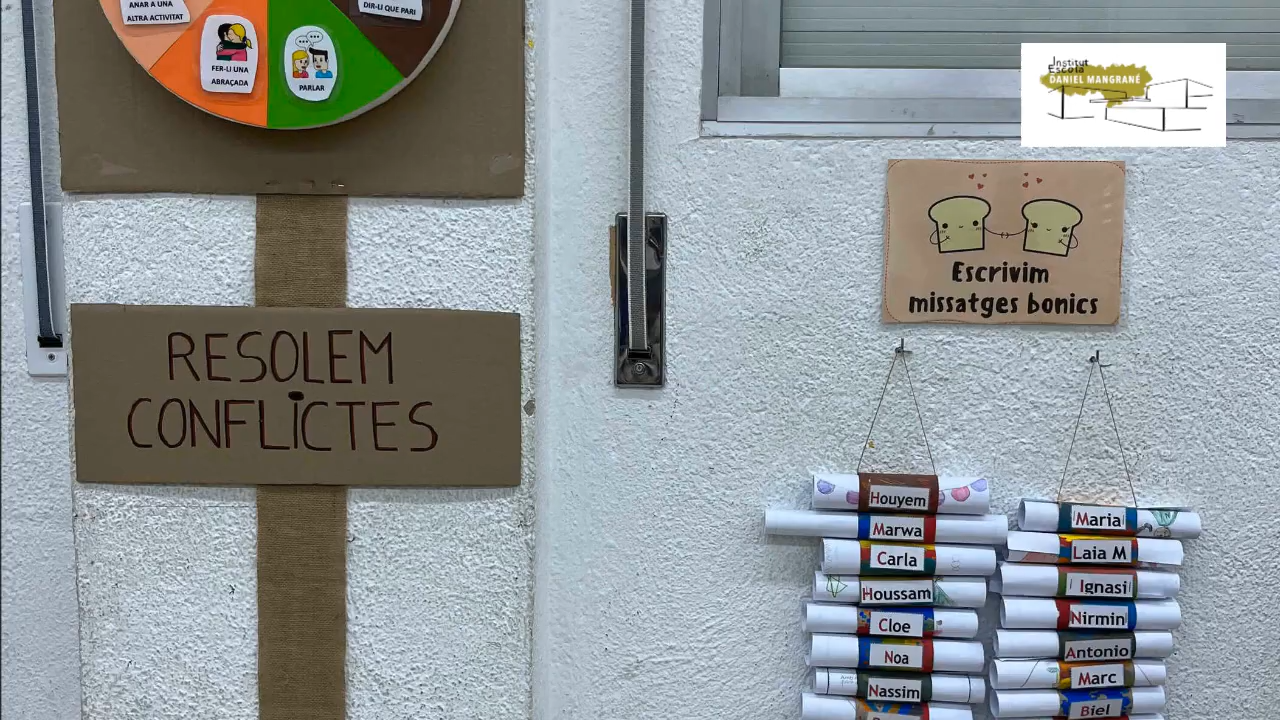 ANAR A UNA
ALTRA ACTIVITAT
FER-LI UNA
ABRAÇADA
PARLAR
DIR-LI QUE PARI
RESOLEM
CONFLICTES
Institut
Escola
DANIEL MANGRANÉ
Escrivim
missatges bonics
Houyem
Marwa
Carla
Houssam
Cloe
Noa
Nassim
Maria
Laia M
Ignasi
Nirmin
Antonio
Marc
Biel